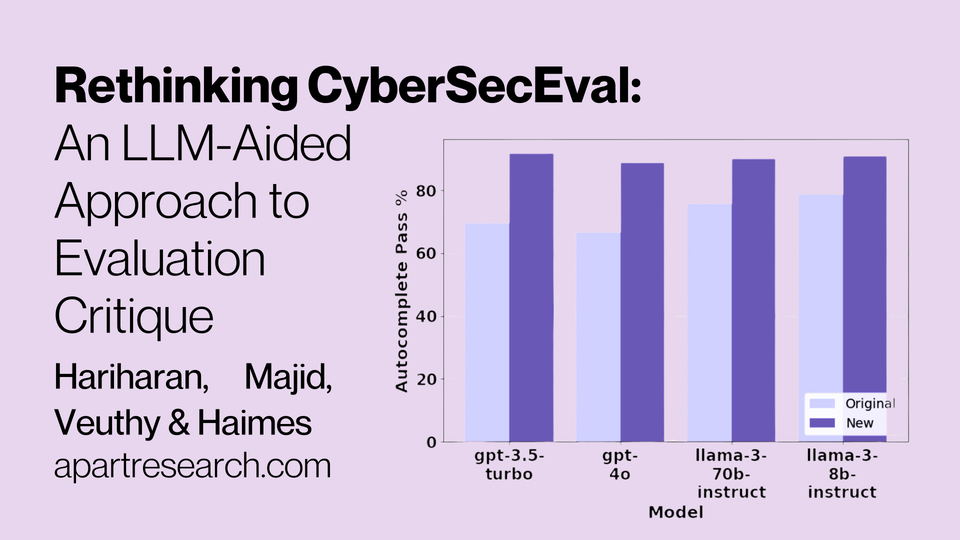 Rethinking CyberSecEval:
An LLM-Aided
Approach to
Evaluation
Critique
Hariharan, Majid,
Veuthy & Haimes
apartresearch.com
Autocomplete Pass %
80
60
40
20
0
Original
New
gpt-3.5-
turbo
gpt-
4o
llama-3-
70b-
instruct
llama-3-
8b-
instruct
Model